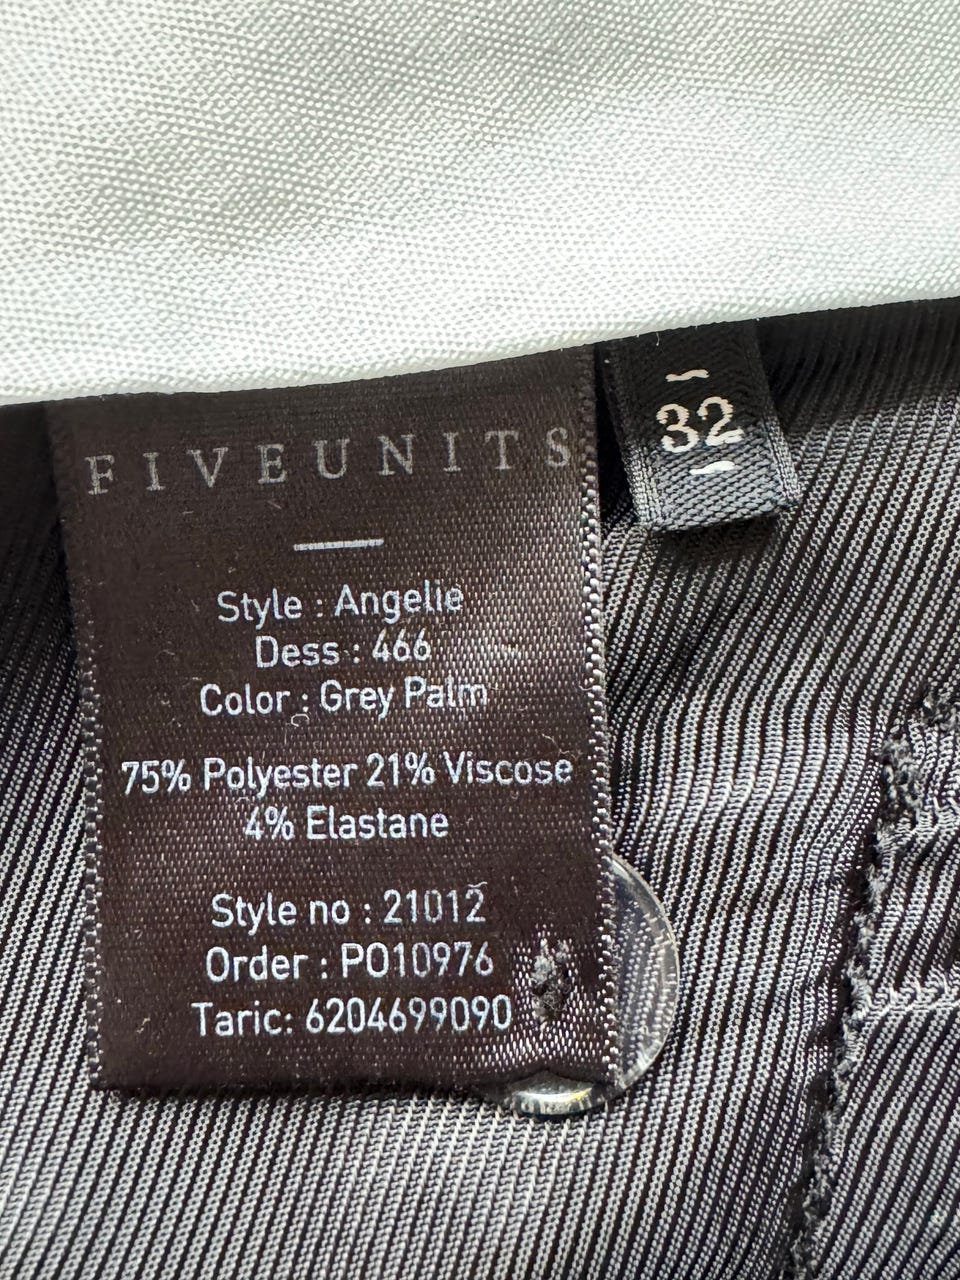 FIVEUNITS
32
Style : Angelie
Dess : 466
Color : Grey Palm
75% Polyester 21% Viscose
4% Elastane
Style no : 21012
Order : PO10976
Taric: 6204699090